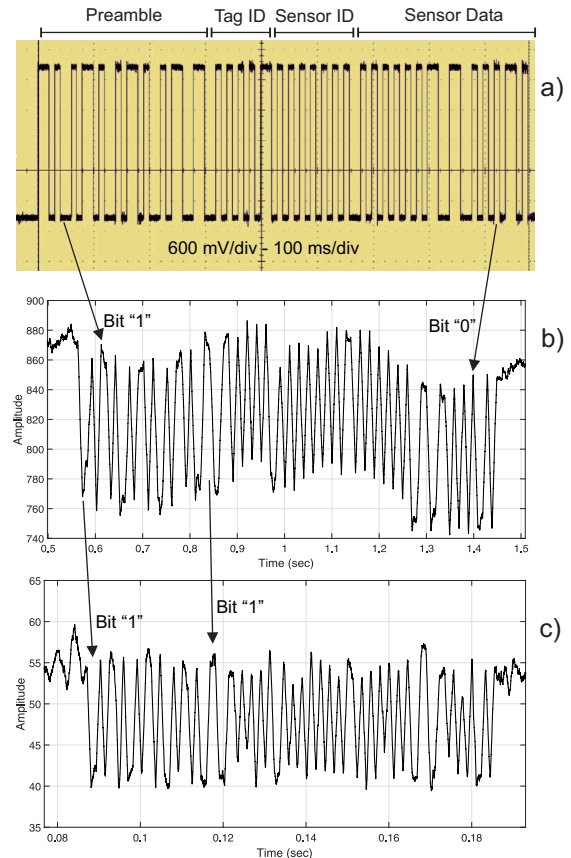 Preamble Tag ID Sensor ID Sensor Data
a)
600 mV/div - 100 ms/div
b)
900
880
860
840
820
800
780
760
740
Amplitude
Bit “1”
Bit “0”
0.5 0.6 0.7 0.8 0.9 1 1.1 1.2 1.3 1.4 1.5
Time (sec)
c)
65
60
55
50
45
40
35
Amplitude
Bit “1”
Bit “1”
0.08 0.1 0.12 0.14 0.16 0.18
Time (sec)